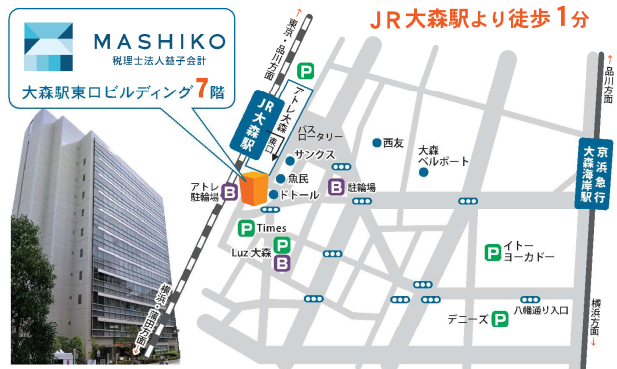 MASHIKO
税理士法人益子会計
大森駅東口ビルディング7階
JR大森駅より徒歩1分
東京・品川方面
P
アトレ大森
東口
JR
大森駅
バス
ロータリー
サンクス
魚民
ドトール
西友
大森
ベルポート
アトレ
駐輪場
B
B
駐輪場
P
Times
Luz 大森
P
B
P
イトー
ヨーカドー
デニーズ
P
八幡通り入口
京浜急行
大森海岸駅
品川方面
横浜方面
横浜・蒲田方面